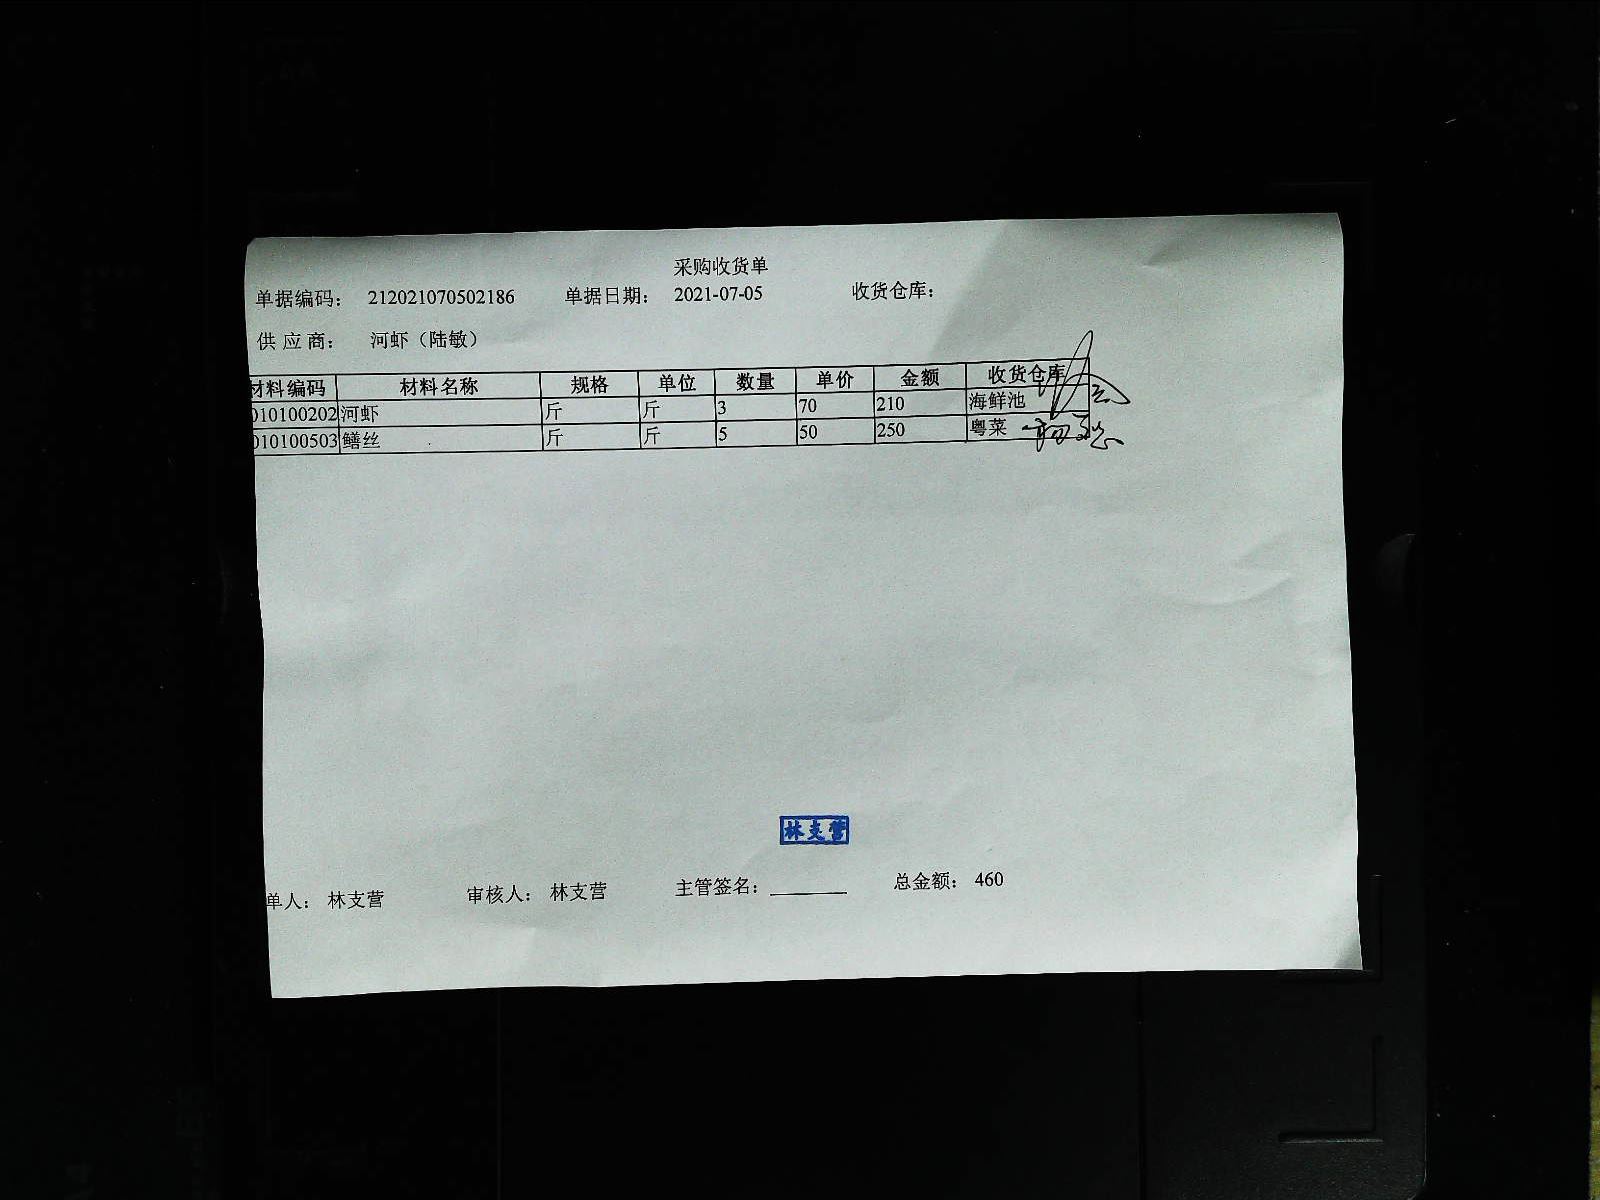 采购收货单
单据编码： 212021070502186 单据日期： 2021-07-05 收货仓库：
供 应 商： 河虾（陆敏）
材料编码 材料名称 规格 单位 数量 单价 金额 收货仓库
010100202 河虾 斤 斤 3 70 210 海鲜池
010100503 鳝丝 斤 斤 5 50 250 粤菜
林支营
单人： 林支营 审核人： 林支营 主管签名： 总金额： 460